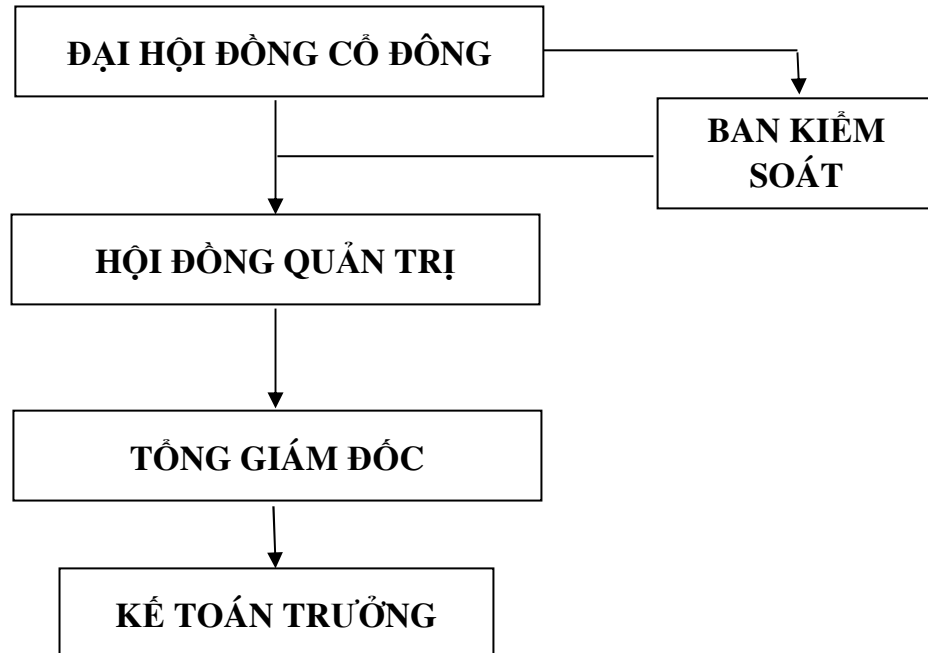 ĐẠI HỘI ĐỒNG CỔ ĐÔNG
BAN KIỂM
SOÁT
HỘI ĐỒNG QUẢN TRỊ
TỔNG GIÁM ĐỐC
KẾ TOÁN TRƯỞNG